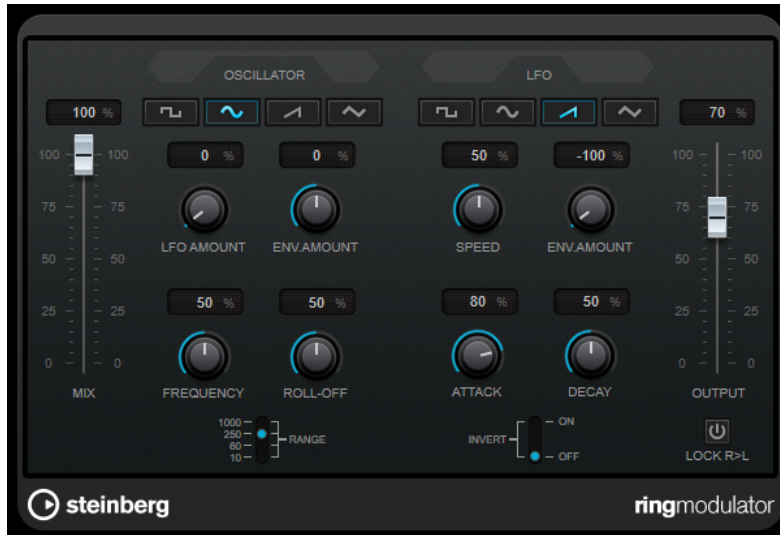 OSCILLATOR
LFO
100 %
70 %
0 %
0 %
50 %
-100 %
100 100
75 75
50 50
25 25
0 0
100 100
75 75
50 50
25 25
0 0
LFO AMOUNT
ENV.AMOUNT
SPEED
ENV.AMOUNT
50 %
50 %
80 %
50 %
MIX
FREQUENCY
ROLL-OFF
ATTACK
DECAY
OUTPUT
1000
250
60
10
RANGE
INVERT
ON
OFF
LOCK R>L
steinberg
ringmodulator